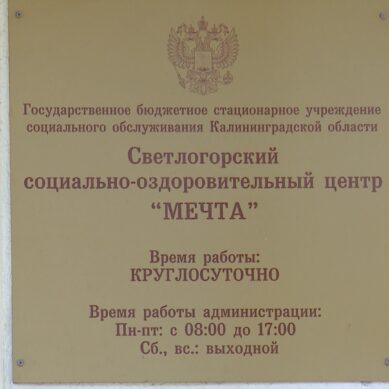 Государственное бюджетное стационарное учреждение
социального обслуживания Калининградской области
Светлогорский
социально-оздоровительный центр
“МЕЧТА”
Время работы:
КРУГЛОСУТОЧНО
Время работы администрации:
Пн-пт: с 08:00 до 17:00
Сб., вс.: выходной